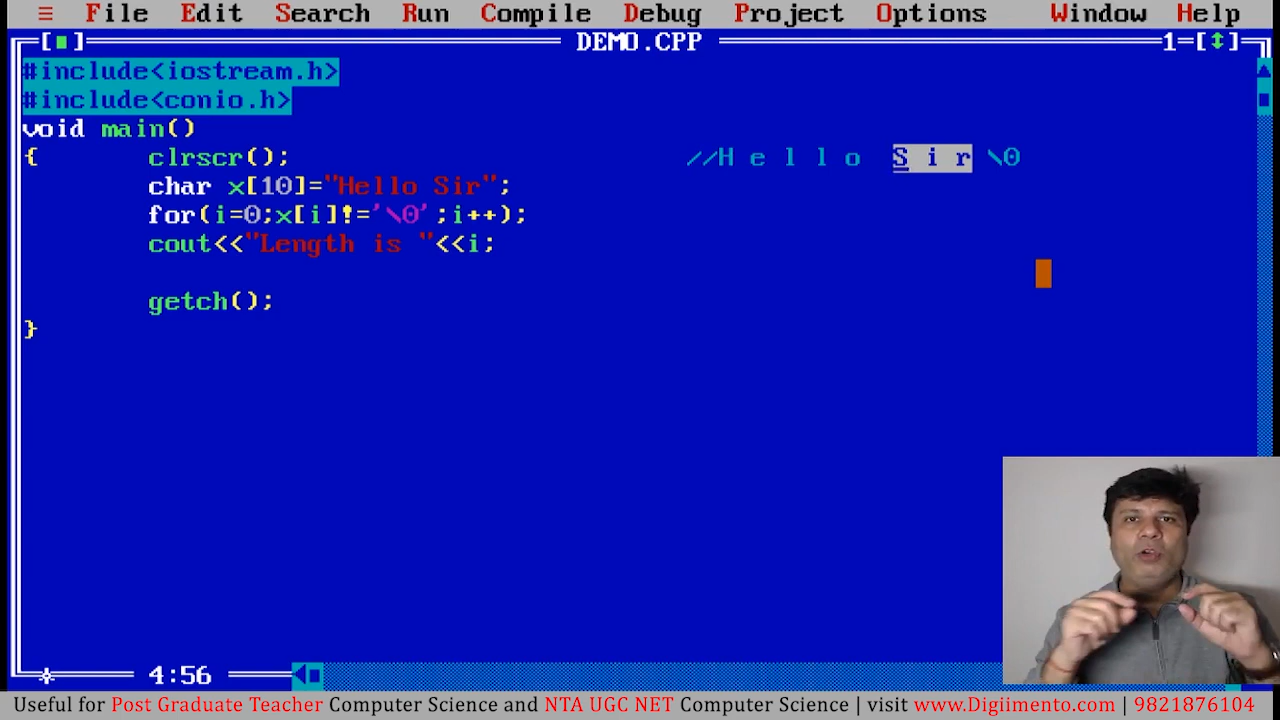 ≡ File Edit Search Run Compile Debug Project Options Window Help
[■] DEMO.CPP 1=[↕]
#include<iostream.h>
#include<conio.h>
void main()
{ clrscr(); //H e l l o S i r \0
char x[10]="Hello Sir";
for(i=0;x[i]!='\0';i++);
cout<<"Length is "<<i;
getch();
}
4:56
Useful for Post Graduate Teacher Computer Science and NTA UGC NET Computer Science | visit www.Digiimento.com | 9821876104